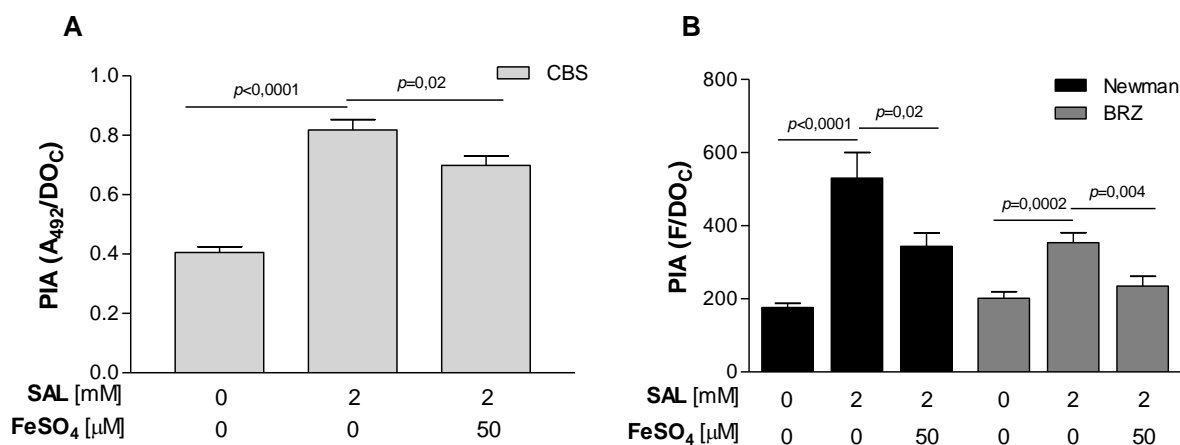 A
PIA (A492/DOC)
1.0
0.8
0.6
0.4
0.2
0.0
p<0,0001
p=0,02
CBS
SAL [mM] 0 2 2
FeSO4 [µM] 0 0 50
B
PIA (F/DOC)
800
600
400
200
0
Newman
BRZ
p<0,0001
p=0,02
p=0,0002
p=0,004
SAL [mM] 0 2 2 0 2 2
FeSO4 [µM] 0 0 50 0 0 50